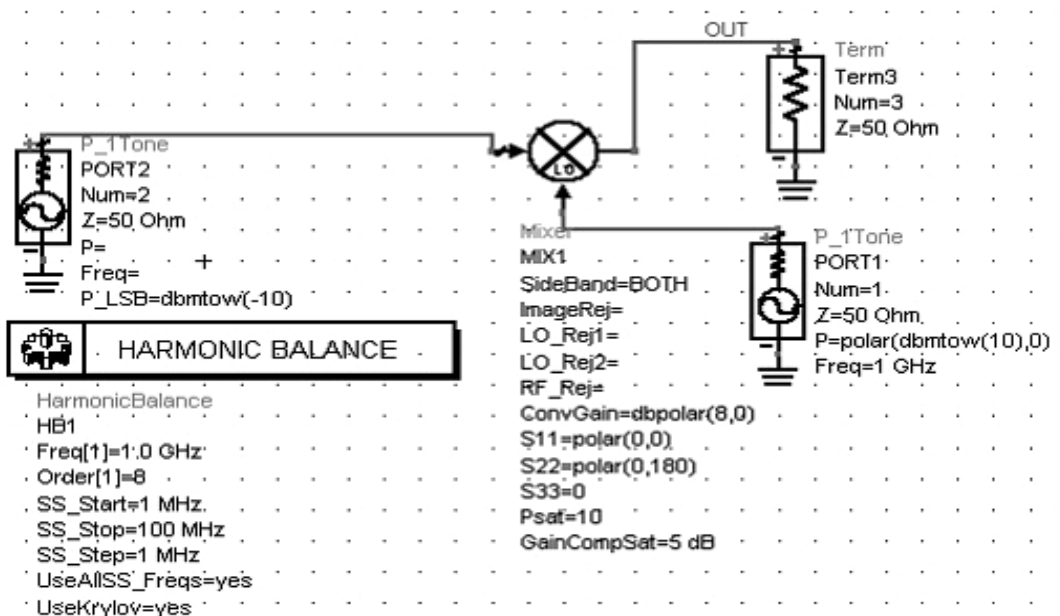 OUT
Term
Term3
Num=3
Z=50 Ohm
P_1Tone
PORT2
Num=2
Z=50 Ohm
P=
Freq=
P_LSB=dbmtow(-10)
LO
Mixer
MIX1
SideBand=BOTH
ImageRej=
LO_Rej1=
LO_Rej2=
RF_Rej=
ConvGain=dbpolar(8,0)
S11=polar(0,0)
S22=polar(0,180)
S33=0
Psat=10
GainCompSat=5 dB
P_1Tone
PORT1
Num=1
Z=50 Ohm
P=polar(dbmtow(10),0)
Freq=1 GHz
HARMONIC BALANCE
HarmonicBalance
HB1
Freq[1]=1.0 GHz
Order[1]=8
SS_Start=1 MHz
SS_Stop=100 MHz
SS_Step=1 MHz
UseAllSS_Freqs=yes
UseKrylov=yes